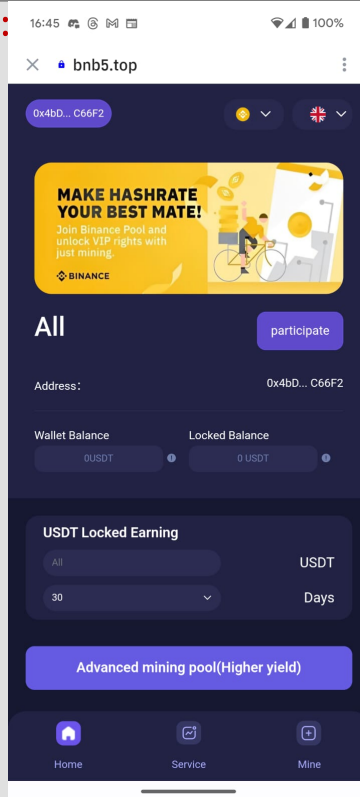 16:45
100%
bnb5.top
0x4bD... C66F2
MAKE HASHRATE
YOUR BEST MATE!
Join Binance Pool and
unlock VIP rights with
just mining.
BINANCE
All
participate
Address:
0x4bD... C66F2
Wallet Balance
Locked Balance
0USDT
0 USDT
USDT Locked Earning
All
USDT
30
Days
Advanced mining pool(Higher yield)
Home
Service
Mine